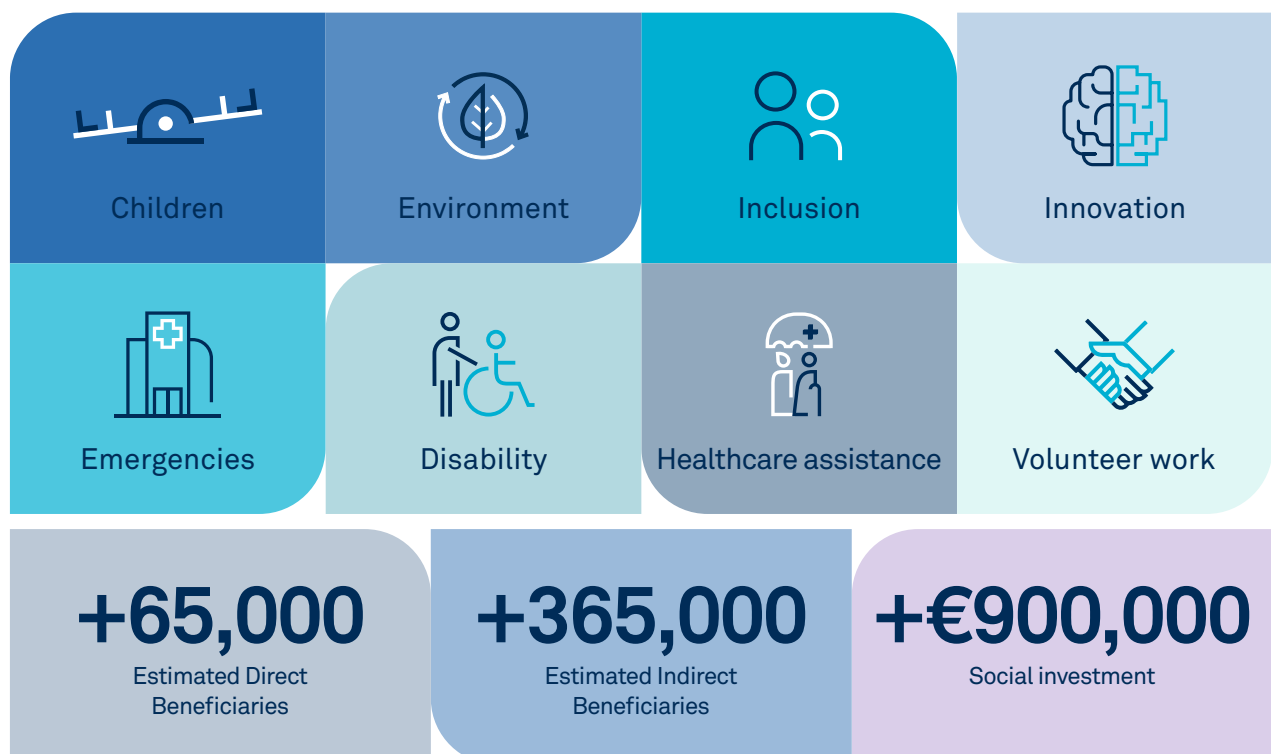 Children
Environment
Inclusion
Innovation
Emergencies
Disability
Healthcare assistance
Volunteer work
+65,000
Estimated Direct
Beneficiaries
+365,000
Estimated Indirect
Beneficiaries
+€900,000
Social investment